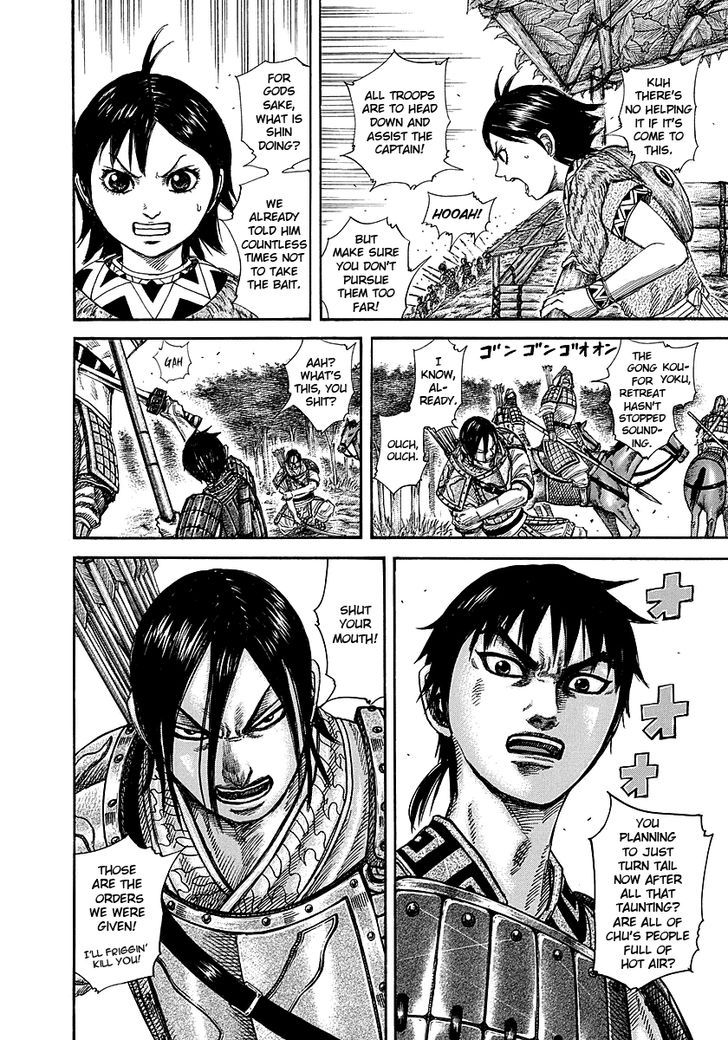 KUH
THERE'S
NO HELPING
IT IF IT'S
COME TO
THIS.
ALL TROOPS
ARE TO HEAD
DOWN AND
ASSIST THE
CAPTAIN!
HOOAH!
BUT
MAKE SURE
YOU DON'T
PURSUE
THEM TOO
FAR!
FOR
GODS
SAKE,
WHAT IS
SHIN
DOING?
WE
ALREADY
TOLD HIM
COUNTLESS
TIMES NOT
TO TAKE
THE BAIT.
ゴン ゴンゴオオン
KOU-
YOKU,
THE
GONG
FOR
RETREAT
HASN'T
STOPPED
SOUND-
ING.
I
KNOW,
AL-
READY.
OUCH,
OUCH.
AAH?
WHAT'S
THIS, YOU
SHIT?
GAH
オ
オ
オ
YOU
PLANNING
TO JUST
TURN TAIL
NOW AFTER
ALL THAT
TAUNTING?
ARE ALL OF
CHU'S PEOPLE
FULL OF
HOT AIR?
SHUT
YOUR
MOUTH!
THOSE
ARE THE
ORDERS
WE WERE
GIVEN!
I'LL FRIGGIN'
KILL YOU!